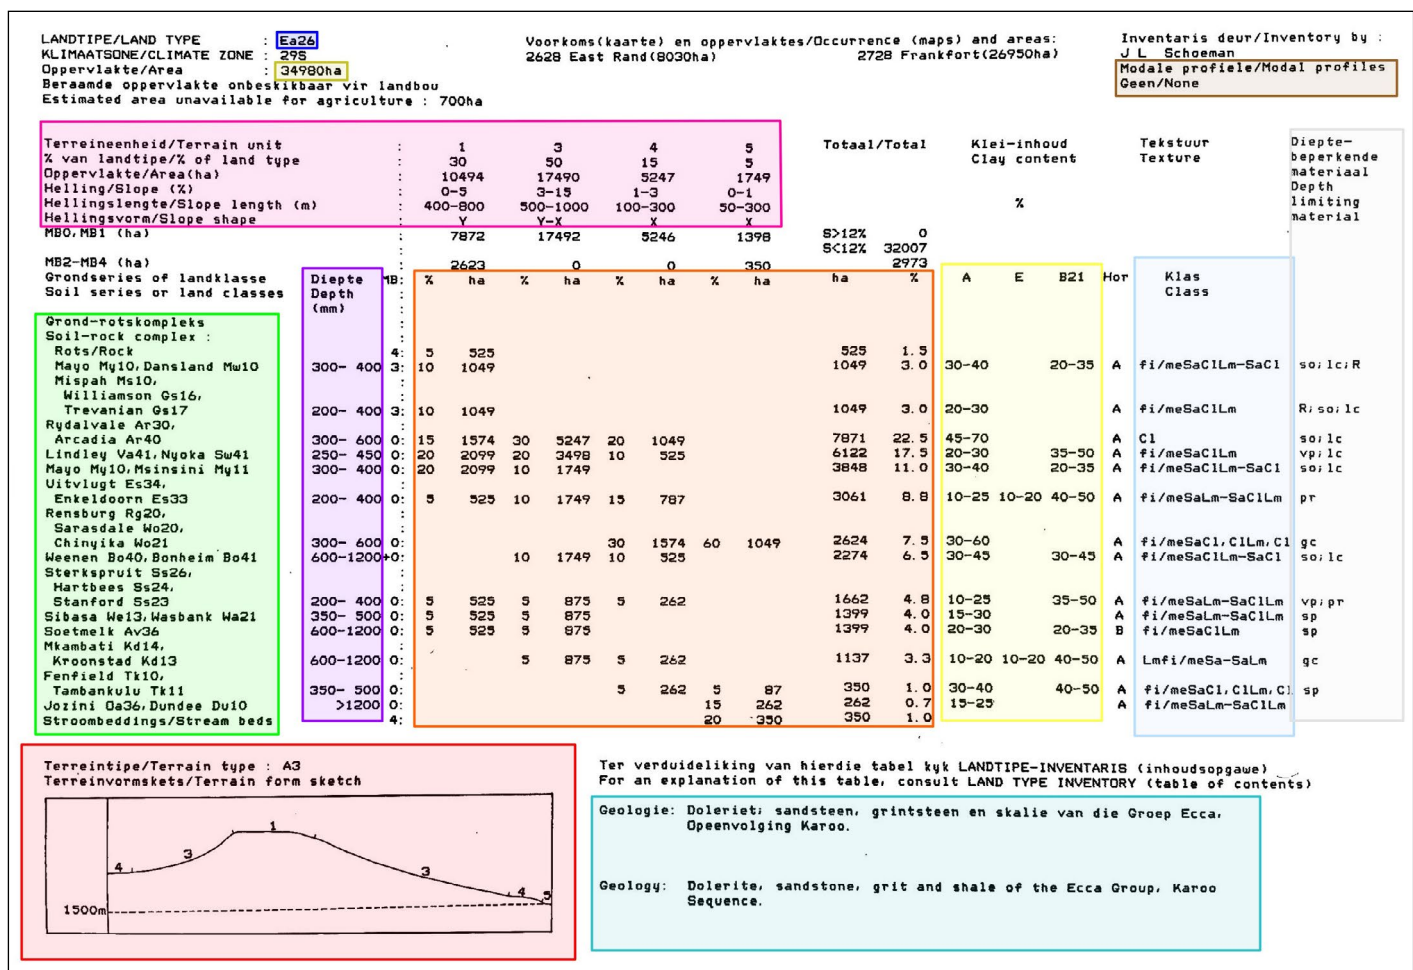 LANDTIPE/LAND TYPE : Ea26 Voorkoms(kaarte) en oppervlaktes/Occurrence (maps) and areas: Inventaris deur/Inventory by :
KLIMAATSONE/CLIMATE ZONE : 29S 2628 East Rand(8030ha) 2728 Frankfort(26950ha) J L Schoeman
Oppervlakte/Area : 34980ha Modale profiele/Modal profiles
Beraamde oppervlakte onbeskikbaar vir landbou Geen/None
Estimated area unavailable for agriculture : 700ha
Terreineenheid/Terrain unit : 1 3 4 5 Totaal/Total Klei-inhoud Tekstuur Diepte-
% van landtipe/% of land type : 30 50 15 5 Clay content Texture beperkende
Oppervlakte/Area(ha) : 10494 17490 5247 1749 materiaal
Helling/Slope (%) : 0-5 3-15 1-3 0-1 Depth
Hellingslengte/Slope length (m) : 400-800 500-1000 100-300 50-300 % limiting
Hellingsvorm/Slope shape : Y Y-X X X material
MB0,MB1 (ha) : 7872 17492 5246 1398 S>12% 0
S<12% 32007
MB2-MB4 (ha) : 2623 0 0 350 2973
Grondseries of landklasse Diepte MB: % ha % ha % ha % ha ha % A E B21 Hor Klas
Soil series or land classes Depth : Class
(mm) :
Grond-rotskompleks :
Soil-rock complex : :
Rots/Rock 4: 5 525 525 1.5
Mayo My10,Dansland Mw10 300- 400 3: 10 1049 1049 3.0 30-40 20-35 A fi/meSaClLm-SaCl so;lc;R
Mispah Ms10, :
Williamson Gs16, :
Trevanian Gs17 200- 400 3: 10 1049 1049 3.0 20-30 A fi/meSaClLm R;so;lc
Rydalvale Ar30, :
Arcadia Ar40 300- 600 0: 15 1574 30 5247 20 1049 7871 22.5 45-70 A Cl so;lc
Lindley Va41,Nyoka Sw41 250- 450 0: 20 2099 20 3498 10 525 6122 17.5 20-30 35-50 A fi/meSaClLm vp;lc
Mayo My10,Msinsini My11 300- 400 0: 20 2099 10 1749 3848 11.0 30-40 20-35 A fi/meSaClLm-SaCl so;lc
Uitvlugt Es34, :
Enkeldoorn Es33 200- 400 0: 5 525 10 1749 15 787 3061 8.8 10-25 10-20 40-50 A fi/meSaLm-SaClLm pr
Rensburg Rg20, :
Sarasdale Wo20, :
Chinyika Wo21 300- 600 0: 30 1574 60 1049 2624 7.5 30-60 A fi/meSaCl,ClLm,Cl gc
Weenen Bo40,Bonheim Bo41 600-1200+0: 10 1749 10 525 2274 6.5 30-45 30-45 A fi/meSaClLm-SaCl so;lc
Sterkspruit Ss26, :
Hartbees Ss24, :
Stanford Ss23 200- 400 0: 5 525 5 875 5 262 1662 4.8 10-25 35-50 A fi/meSaLm-SaClLm vp;pr
Sibasa We13,Wasbank Wa21 350- 500 0: 5 525 5 875 1399 4.0 15-30 A fi/meSaLm-SaClLm sp
Soetmelk Av36 600-1200 0: 5 525 5 875 1399 4.0 20-30 20-35 B fi/meSaClLm sp
Mkambati Kd14, :
Kroonstad Kd13 600-1200 0: 5 875 5 262 1137 3.3 10-20 10-20 40-50 A Lmfi/meSa-SaLm gc
Fenfield Tk10, :
Tambankulu Tk11 350- 500 0: 5 262 5 87 350 1.0 30-40 40-50 A fi/meSaCl,ClLm,Cl sp
Jozini Oa36,Dundee Du10 >1200 0: 15 262 262 0.7 15-25 A fi/meSaLm-SaClLm
Stroombeddings/Stream beds 4: 20 350 350 1.0
Terreintipe/Terrain type : A3 Ter verduideliking van hierdie tabel kyk LANDTIPE-INVENTARIS (inhoudsopgawe)
Terreinvormskets/Terrain form sketch For an explanation of this table, consult LAND TYPE INVENTORY (table of contents)
Geologie: Doleriet; sandsteen, grintsteen en skalie van die Groep Ecca,
Opeenvolging Karoo.
1
3
4
3
Geology: Dolerite, sandstone, grit and shale of the Ecca Group, Karoo
Sequence.
4 5
1500m